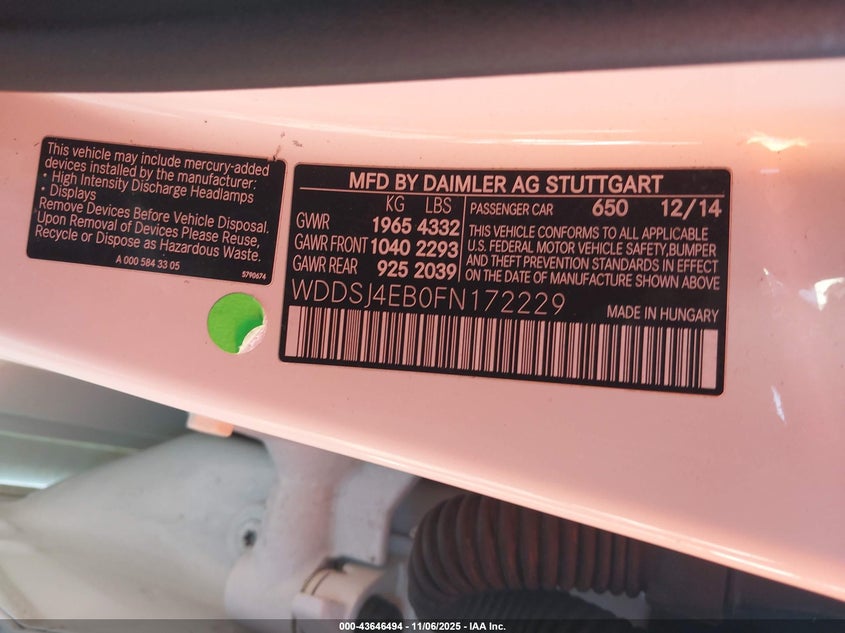 This vehicle may include mercury-added
devices installed by the manufacturer:
• High Intensity Discharge Headlamps
• Displays
Remove Devices Before Vehicle Disposal.
Upon Removal of Devices Please Reuse,
Recycle or Dispose as Hazardous Waste.
A 000 584 33 05
5790674
MFD BY DAIMLER AG STUTTGART
KG LBS
GVWR 1965 4332
GAWR FRONT 1040 2293
GAWR REAR 925 2039
PASSENGER CAR 650 12/14
THIS VEHICLE CONFORMS TO ALL APPLICABLE
U.S. FEDERAL MOTOR VEHICLE SAFETY, BUMPER
AND THEFT PREVENTION STANDARDS IN EFFECT
ON THE DATE OF MANUFACTURE SHOWN ABOVE
WDDSJ4EB0FN172229
MADE IN HUNGARY
000-43646494 - 11/06/2025 - IAA Inc.